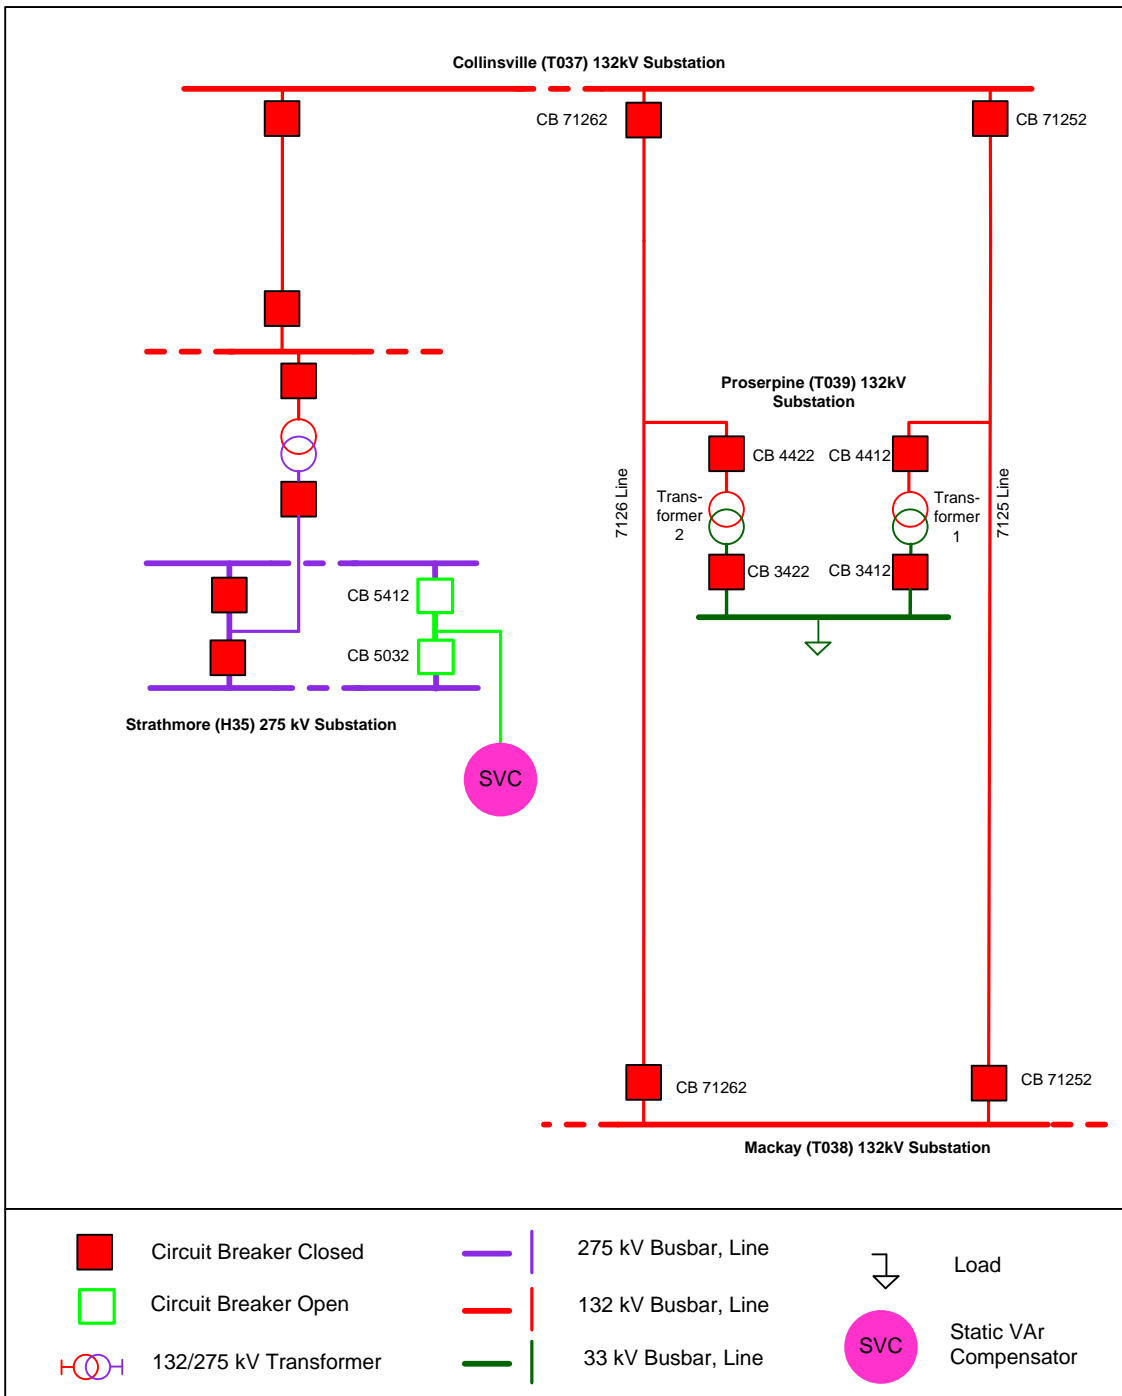 Collinsville (T037) 132kV Substation
CB 71262
CB 71252
Proserpine (T039) 132kV
Substation
CB 4422
CB 4412
7126 Line
Trans-
former
2
Trans-
former
1
7125 Line
CB 3422
CB 3412
CB 5412
CB 5032
Strathmore (H35) 275 kV Substation
SVC
CB 71262
CB 71252
Mackay (T038) 132kV Substation
Circuit Breaker Closed
275 kV Busbar, Line
Load
Circuit Breaker Open
132 kV Busbar, Line
SVC
Static VAr
Compensator
132/275 kV Transformer
33 kV Busbar, Line